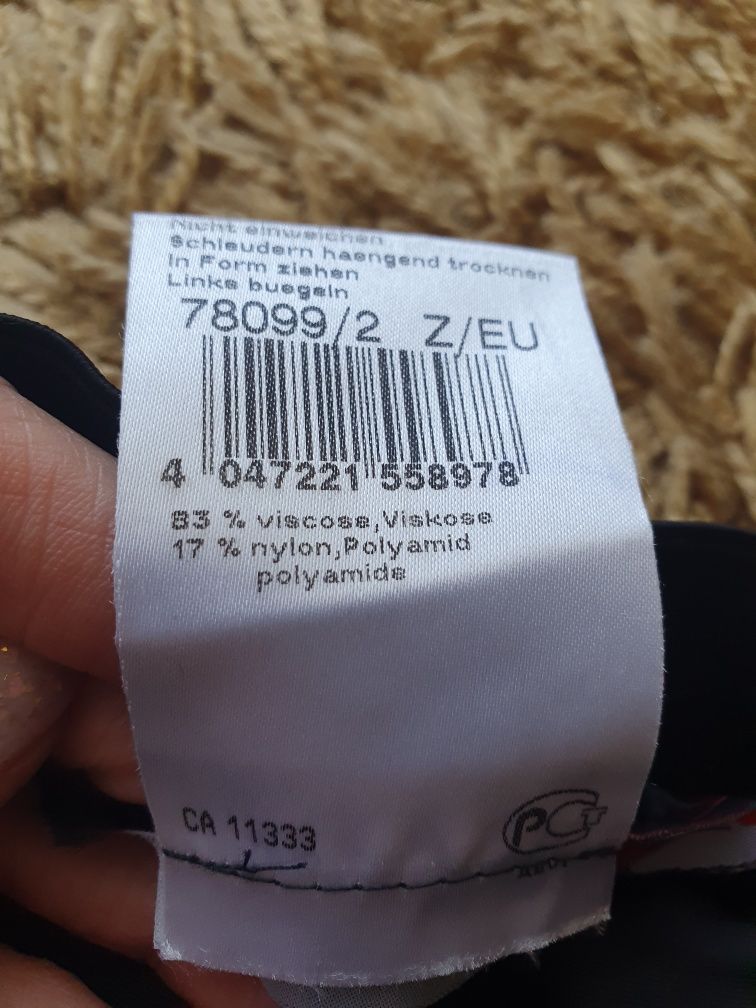 Nicht einweichen
Schleudern haengend trocknen
In Form ziehen
Links buegeln
78099/2 Z/EU
4 047221 558978
83 % viscose,Viskose
17 % nylon,Polyamid
polyamide
CA 11333